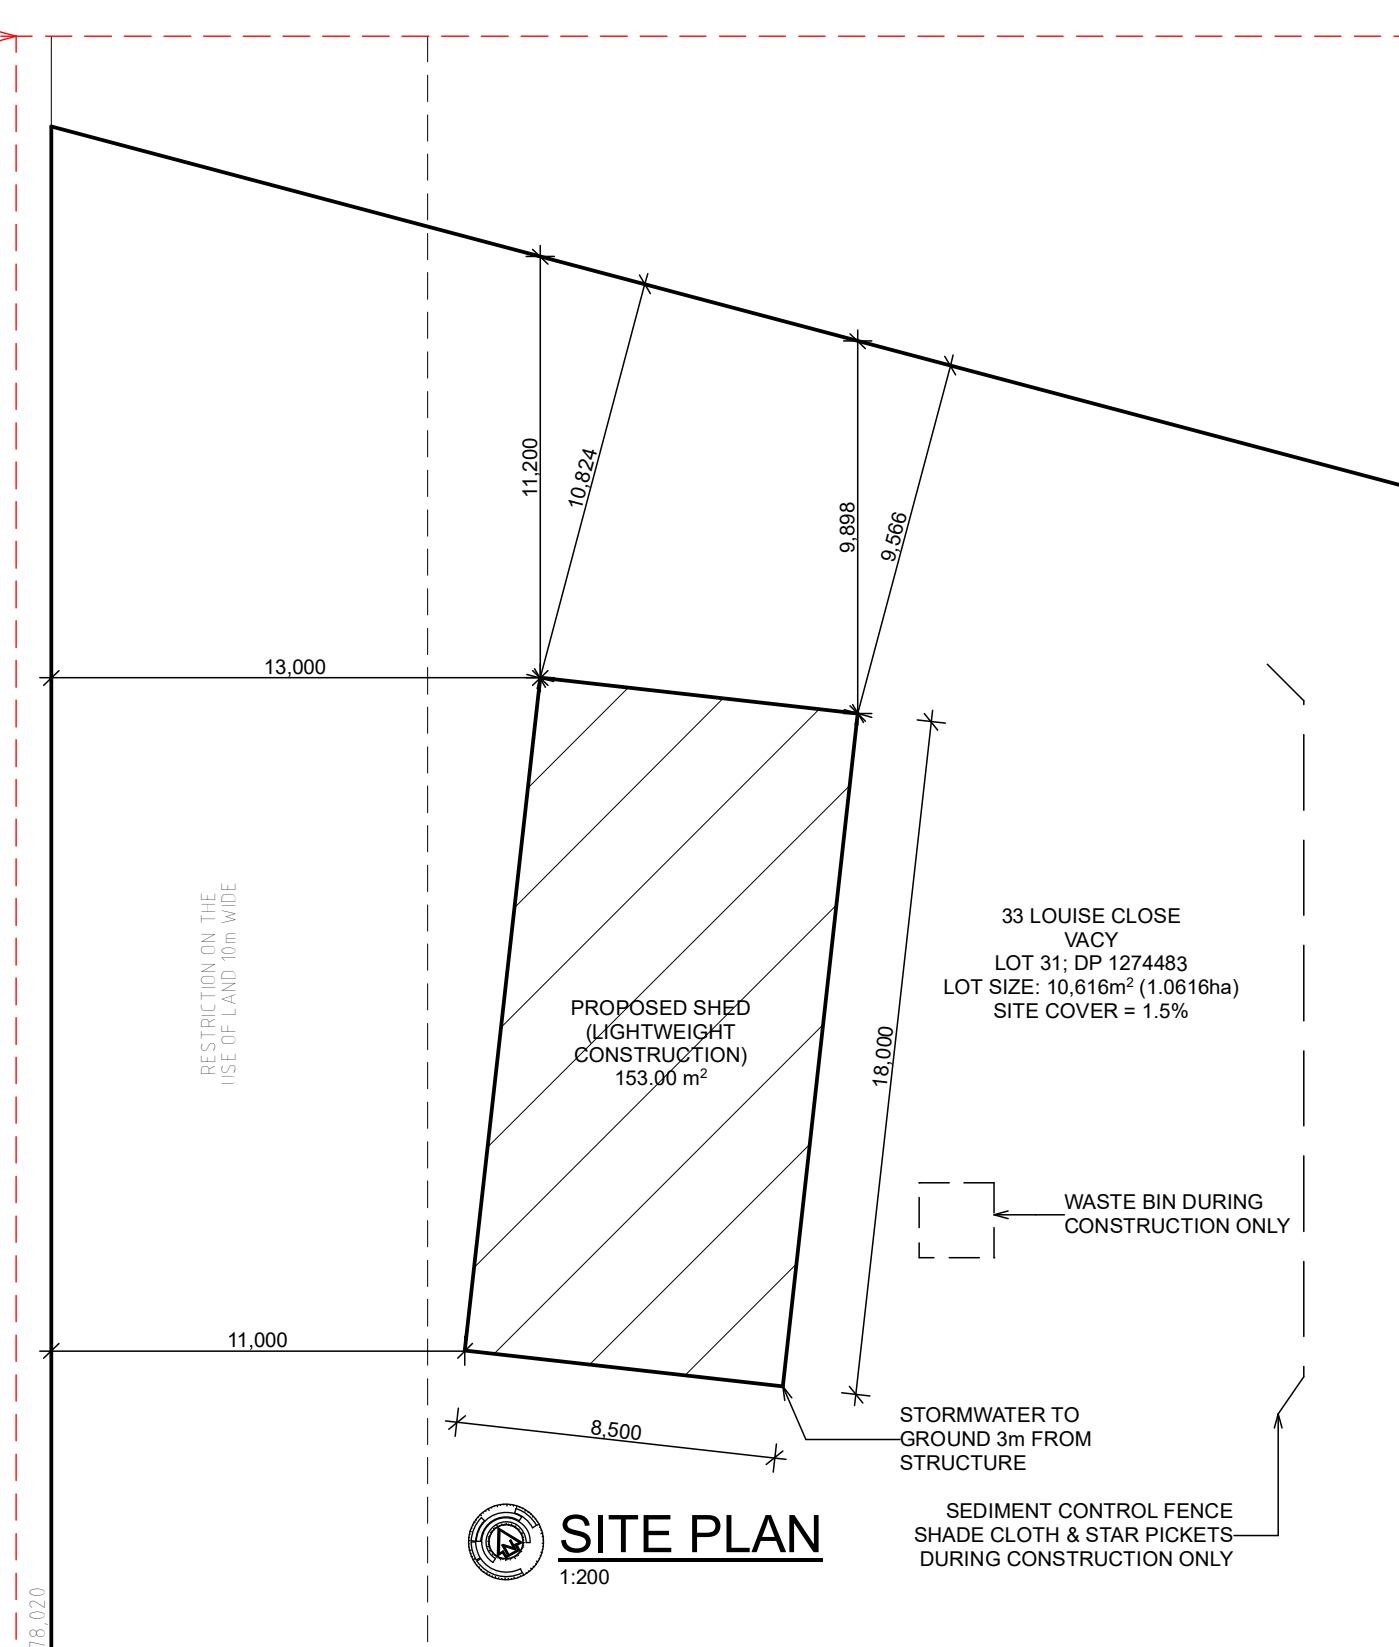 11,200
10,824
9,898
9,566
13,000
RESTRICTION ON THE
USE OF LAND 10m WIDE
33 LOUISE CLOSE
VACY
LOT 31; DP 1274483
LOT SIZE: 10,616m² (1.0616ha)
SITE COVER = 1.5%
PROPOSED SHED
(LIGHTWEIGHT
CONSTRUCTION)
153.00 m²
18,000
WASTE BIN DURING
CONSTRUCTION ONLY
11,000
8,500
STORMWATER TO
GROUND 3m FROM
STRUCTURE
SEDIMENT CONTROL FENCE
SHADE CLOTH & STAR PICKETS
DURING CONSTRUCTION ONLY
N
SITE PLAN
1:200
78,020